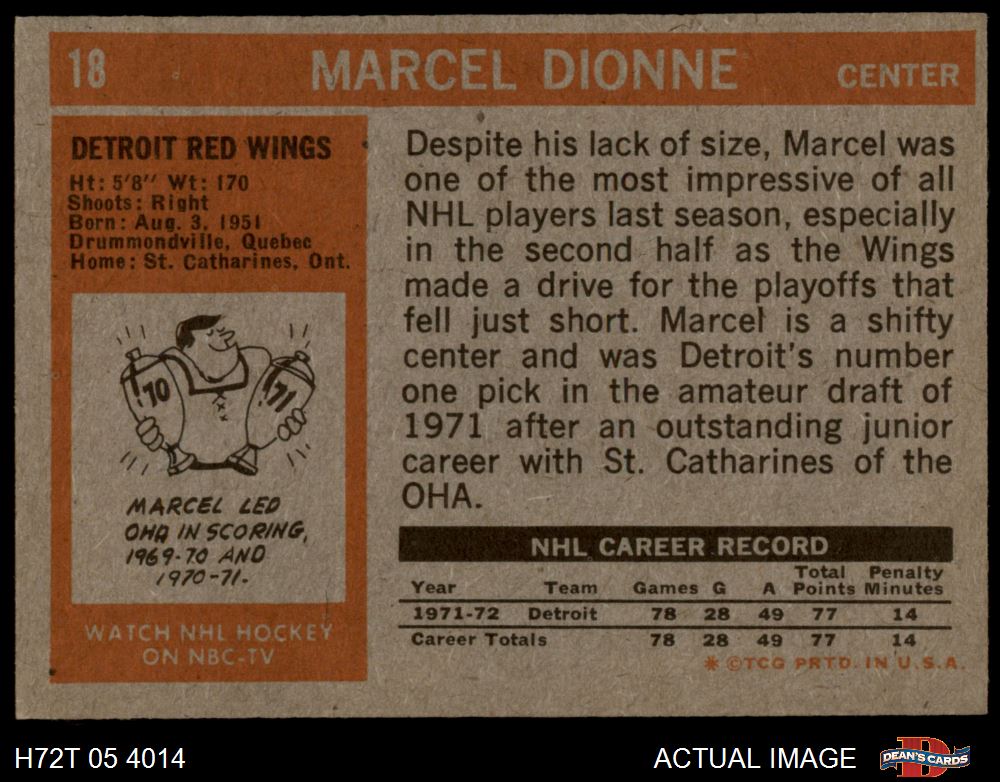 18 MARCEL DIONNE CENTER
DETROIT RED WINGS
Ht: 5'8" Wt: 170
Shoots: Right
Born: Aug. 3, 1951
Drummondville, Quebec
Home: St. Catharines, Ont.
'70 '71
MARCEL LED
OHA IN SCORING,
1969-70 AND
1970-71.
WATCH NHL HOCKEY
ON NBC-TV
Despite his lack of size, Marcel was
one of the most impressive of all
NHL players last season, especially
in the second half as the Wings
made a drive for the playoffs that
fell just short. Marcel is a shifty
center and was Detroit's number
one pick in the amateur draft of
1971 after an outstanding junior
career with St. Catharines of the
OHA.
NHL CAREER RECORD
Year Team Games G A Total Points Penalty Minutes
1971-72 Detroit 78 28 49 77 14
Career Totals 78 28 49 77 14
* ©TCG PRTD. IN U.S.A.
H72T 05 4014 ACTUAL IMAGE D DEAN'S CARDS